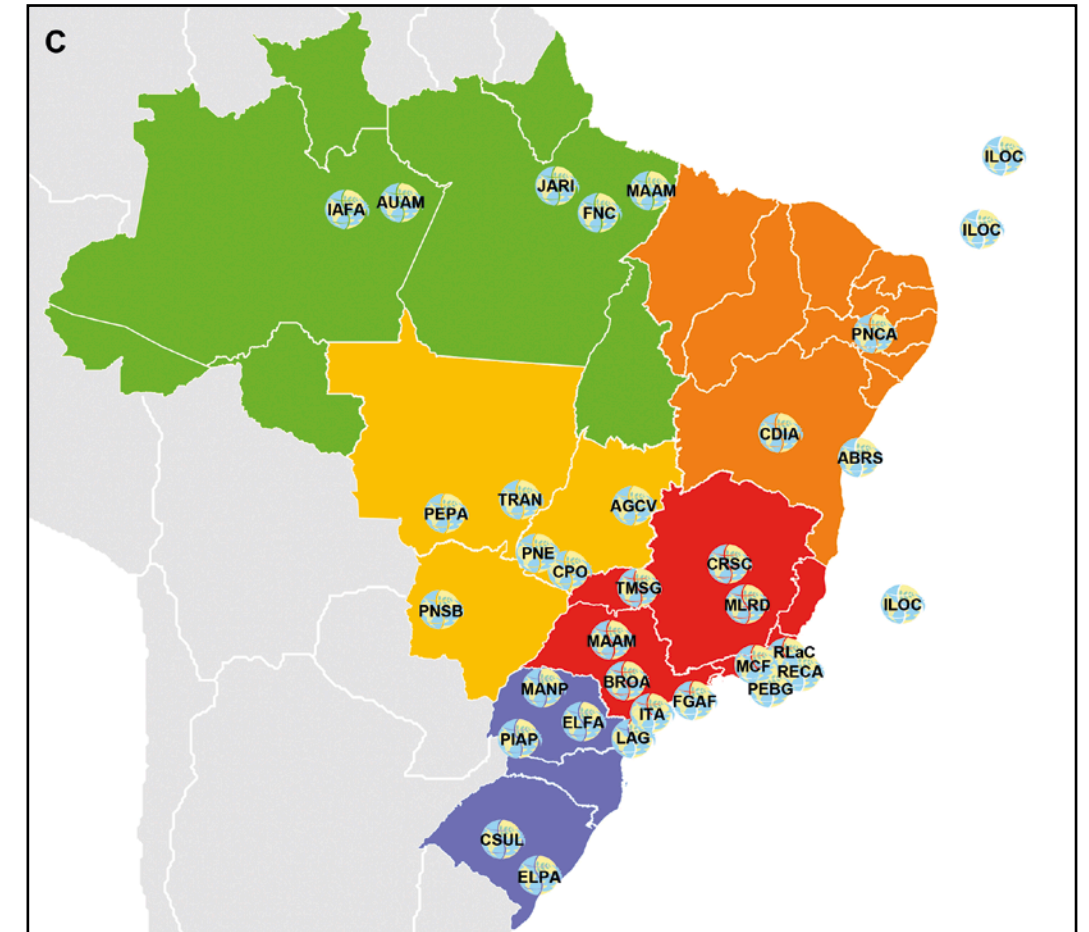 C
ILOC
JARI
MAAM
IAFA
AUAM
FNC
ILOC
PNCA
CDIA
ABRS
TRAN
AGCV
PEPA
PNE
CPO
CRSC
TMSG
MLRD
ILOC
PNSB
MAAM
RLaC
MCF
RECA
BROA
MANP
PEBG
FGAF
ITA
ELFA
PIAP
LAG
CSUL
ELPA